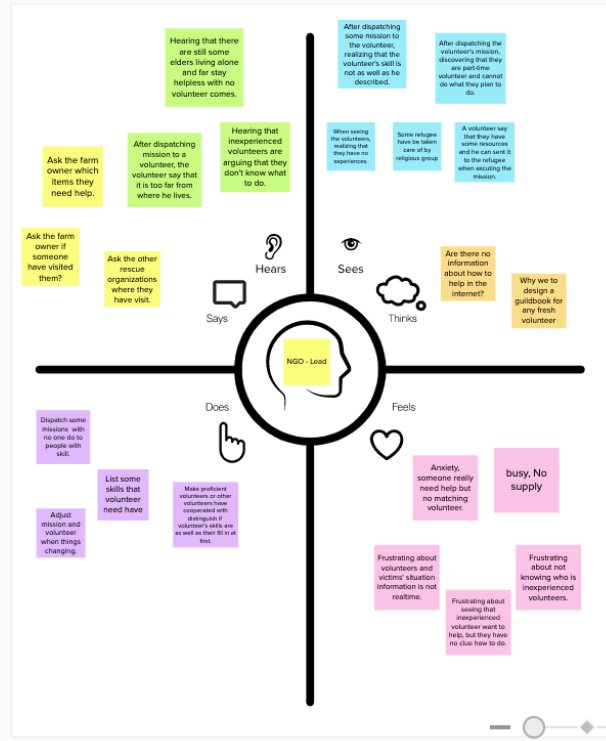 Hearing that there
are still some
elders living alone
and far stay
helpless with no
volunteer comes.
After dispatching
some mission to
the volunteer,
realizing that the
volunteer's skill is
not as well as he
described.
After dispatching the
volunteer's mission,
discovering that they
are part-time
volunteer and cannot
do what they plan to
do.
Ask the farm
owner which
items they
need help.
After dispatching
mission to a
volunteer, the
volunteer say that
it is too far from
where he lives.
Hearing that
inexperienced
volunteers are
arguing that they
don't know what
to do.
When seeing
the volunteers,
realizing that
they have no
experiences.
Some refugee
have be taken
care of by
religious group
A volunteer say
that they have
some resources
and he can sent it
to the refugee
when excuting the
mission.
Ask the farm
owner if
someone
have visited
them?
Ask the other
rescue
organizations
where they
have visit.
Hears
Sees
Are there no
information
about how to
help in the
internet?
Why we to
design a
guildbook for
any fresh
volunteer
Says
Thinks
NGO - Lead
Does
Feels
Dispatch some
missions with
no one do to
people with
skill.
List some
skills that
volunteer
need have
Adjust
mission and
volunteer
when things
changing.
Make proficient
volunteers or other
volunteers have
cooperated with
distinguish if
volunteer's skills are
as well as their fill in at
first.
Anxiety,
someone really
need help but
no matching
volunteer.
busy, No
supply
Frustrating about
volunteers and
victims' situation
information is not
realtime.
Frustrating about
seeing that
inexperienced
volunteer want to
help, but they have
no clue how to do.
Frustrating
about not
knowing who is
inexperienced
volunteers.